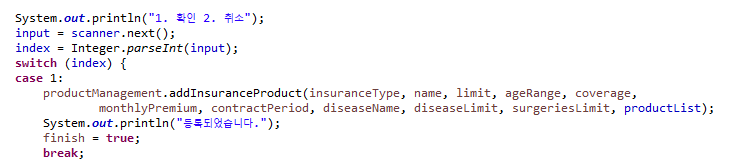 System.out.println("1. 확인 2. 취소");
input = scanner.next();
index = Integer.parseInt(input);
switch (index) {
case 1:
productManagement.addInsuranceProduct(insuranceType, name, limit, ageRange, coverage,
monthlyPremium, contractPeriod, diseaseName, diseaseLimit, surgeriesLimit, productList);
System.out.println("등록되었습니다.");
finish = true;
break;